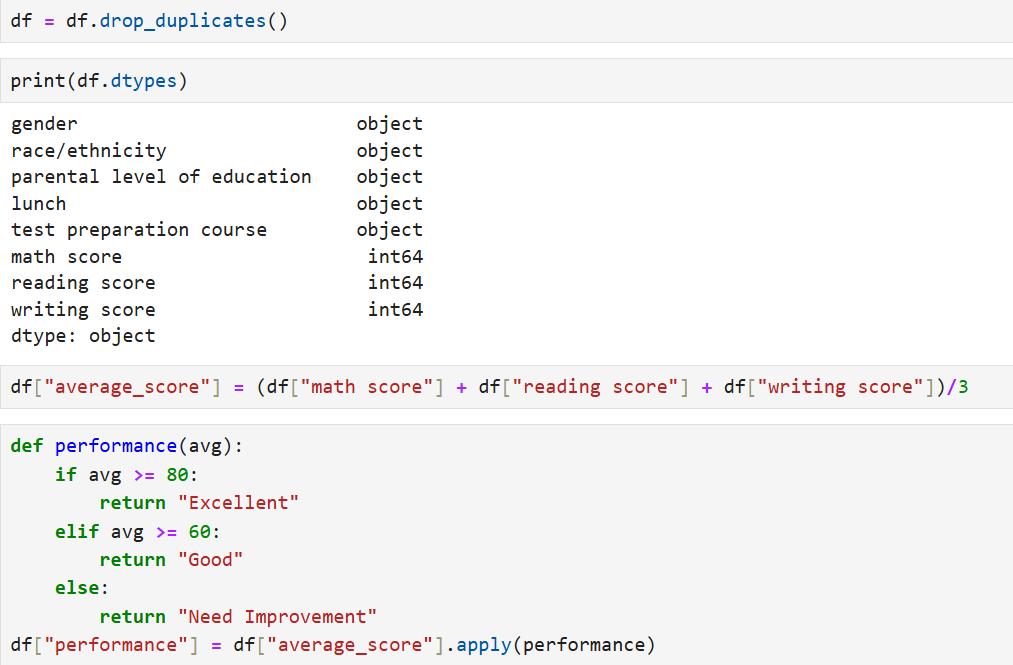 df = df.drop_duplicates()
print(df.dtypes)
gender                         object
race/ethnicity                 object
parental level of education    object
lunch                          object
test preparation course        object
math score                      int64
reading score                   int64
writing score                   int64
dtype: object
df["average_score"] = (df["math score"] + df["reading score"] + df["writing score"])/3
def performance(avg):
    if avg >= 80:
        return "Excellent"
    elif avg >= 60:
        return "Good"
    else:
        return "Need Improvement"
df["performance"] = df["average_score"].apply(performance)